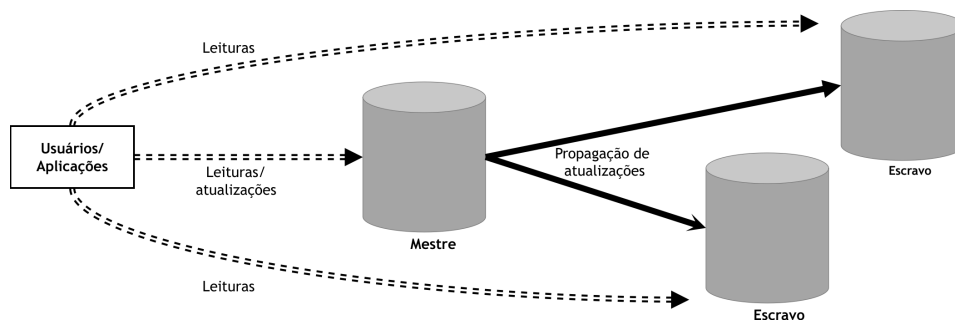 Leituras
Usuários/
Aplicações
Leituras/
atualizações
Mestre
Propagação de
atualizações
Escravo
Leituras
Escravo